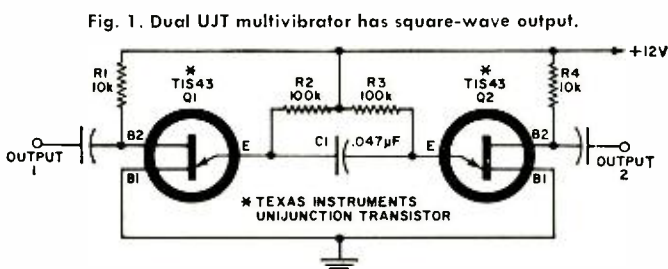 Fig. 1. Dual UJT multivibrator has square-wave output.
+12V
R1
10k
*
TIS43
Q1
R2
100k
R3
100k
*
TIS43
Q2
R4
10k
B2
E
C1
.047µF
E
B2
OUTPUT
1
B1
OUTPUT
2
B1
* TEXAS INSTRUMENTS
UNIJUNCTION TRANSISTOR